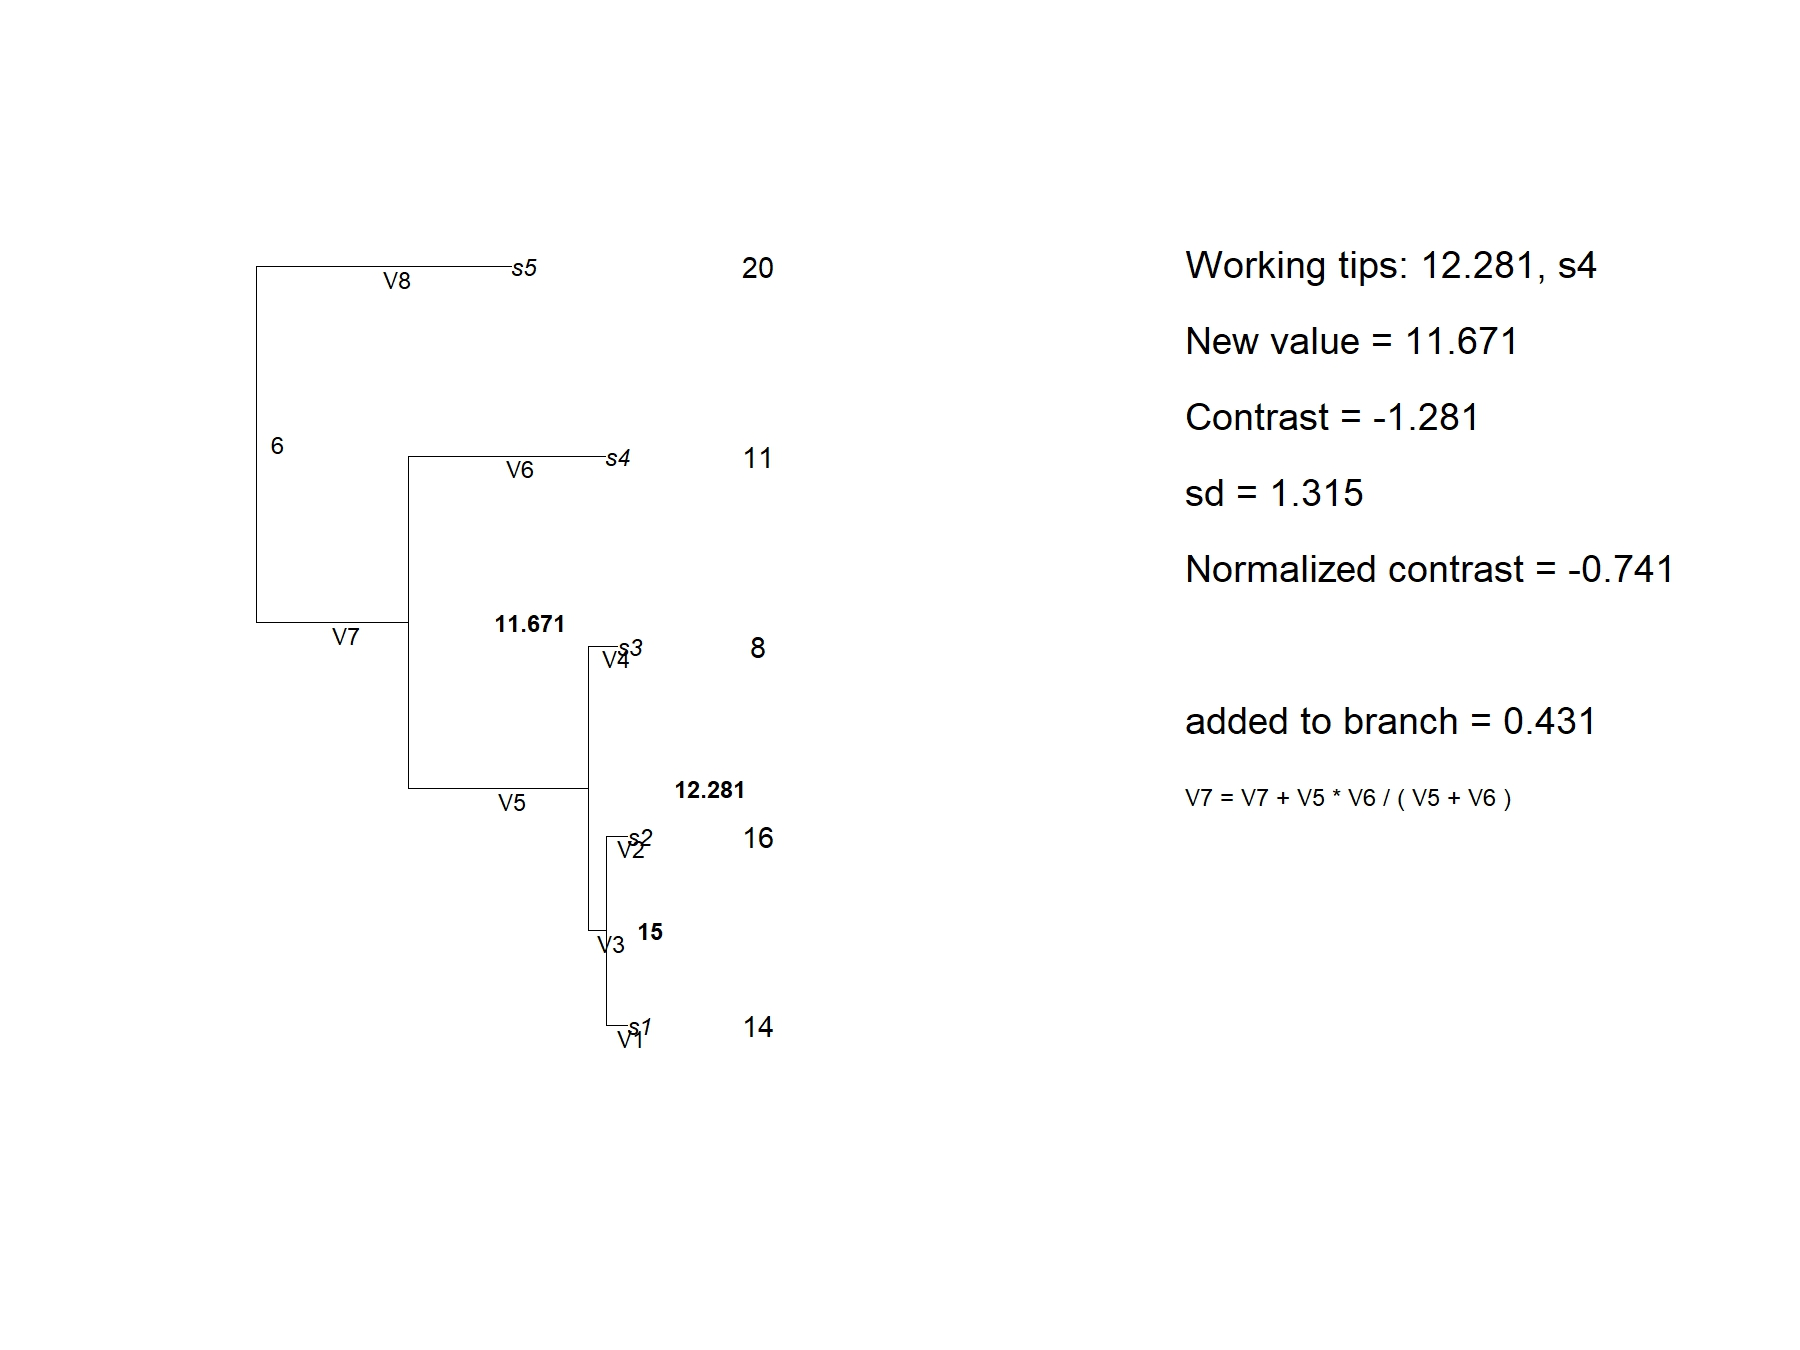 s5
V8
20
6
s4
V6
11
11.671
V7
s3
V4
8
12.281
V5
s2
V2
16
15
V3
s1
V1
14
Working tips: 12.281, s4
New value = 11.671
Contrast = -1.281
sd = 1.315
Normalized contrast = -0.741
added to branch = 0.431
V7 = V7 + V5 * V6 / ( V5 + V6 )